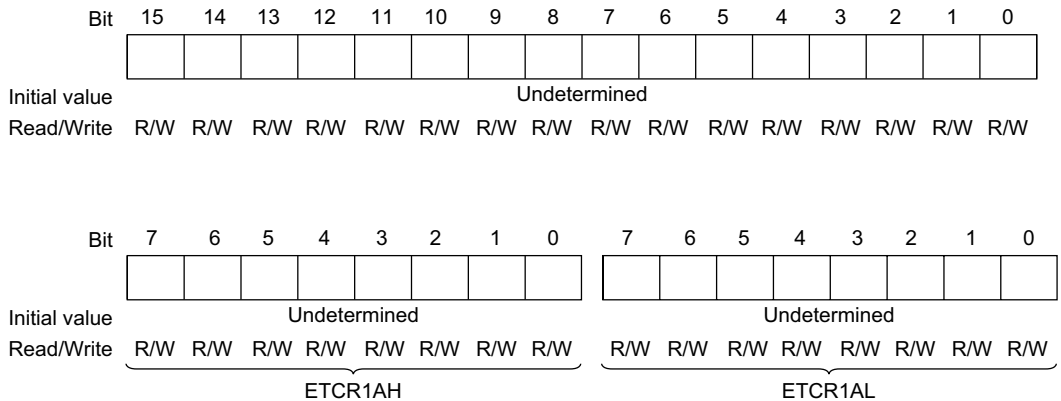 Bit 15 14 13 12 11 10 9 8 7 6 5 4 3 2 1 0
Initial value Undetermined
Read/Write R/W R/W R/W R/W R/W R/W R/W R/W R/W R/W R/W R/W R/W R/W R/W R/W
Bit 7 6 5 4 3 2 1 0 7 6 5 4 3 2 1 0
Initial value Undetermined Undetermined
Read/Write R/W R/W R/W R/W R/W R/W R/W R/W R/W R/W R/W R/W R/W R/W R/W R/W
ETCR1AH ETCR1AL